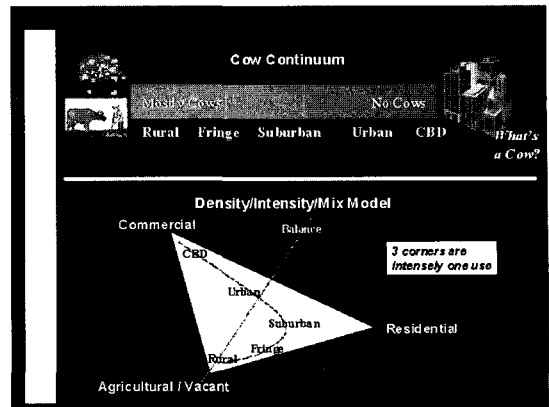 Cow Continuum
Mostly Cows No Cows
Rural Fringe Suburban Urban CBD
What's
a Cow?
Density/Intensity/Mix Model
Commercial
Balance
CBD
3 corners are
intensely one use
Urban
Suburban
Residential
Fringe
Rural
Agricultural / Vacant